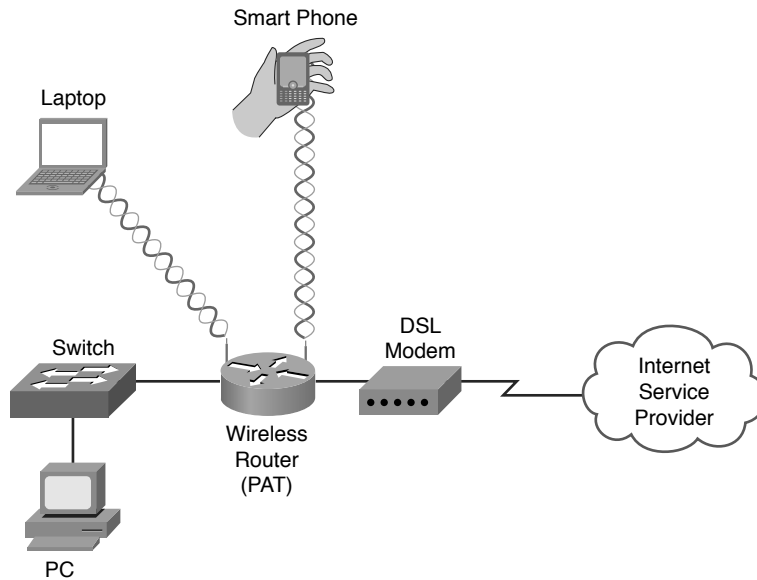 Smart Phone
Laptop
DSL
Modem
Switch
Internet
Service
Provider
Wireless
Router
(PAT)
PC